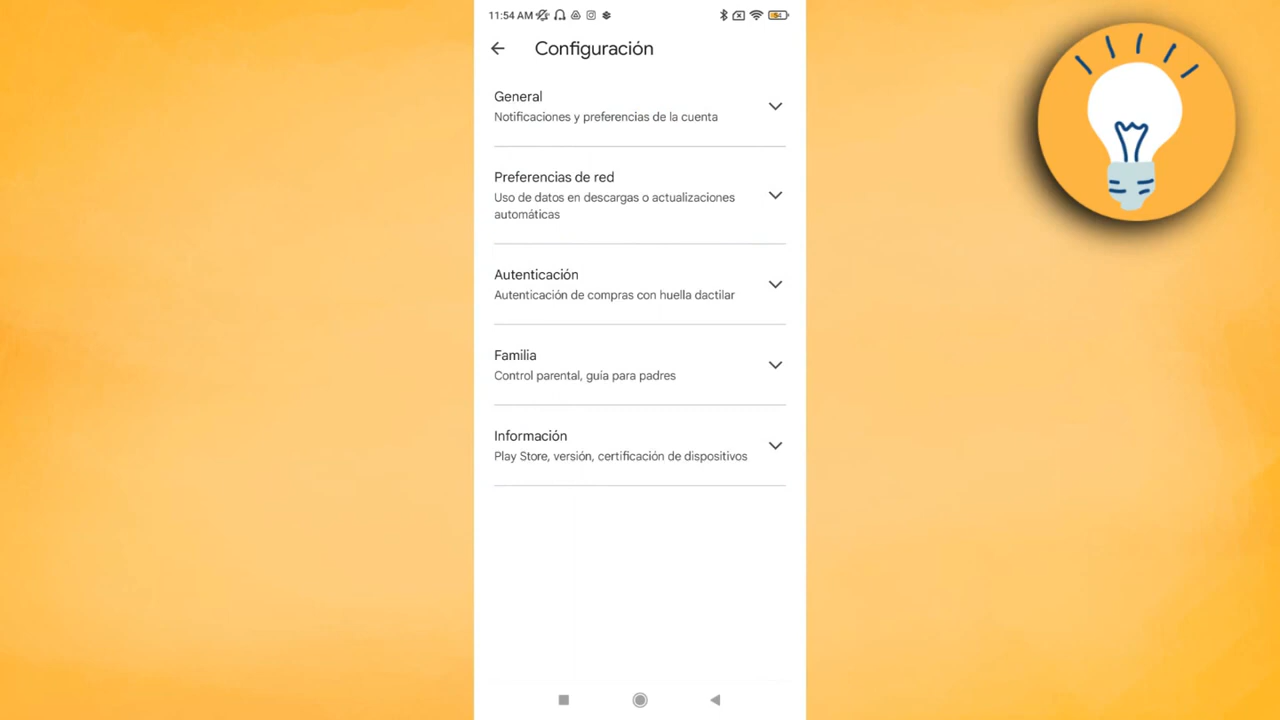 11:54 AM
54
Configuración
General
Notificaciones y preferencias de la cuenta
Preferencias de red
Uso de datos en descargas o actualizaciones
automáticas
Autenticación
Autenticación de compras con huella dactilar
Familia
Control parental, guía para padres
Información
Play Store, versión, certificación de dispositivos